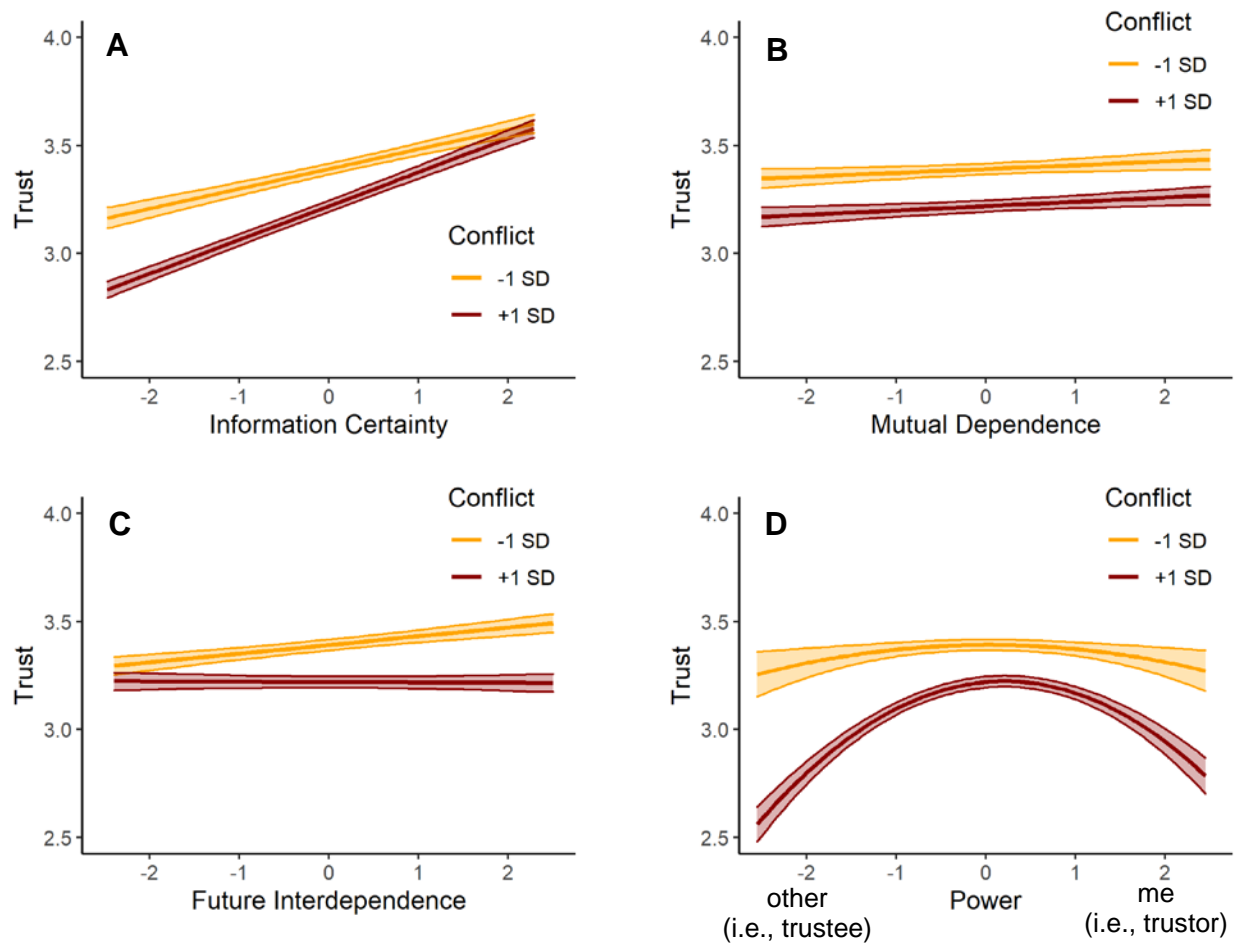 A
4.0
3.5
3.0
2.5
Trust
Conflict
-1 SD
+1 SD
-2 -1 0 1 2
Information Certainty
B
Conflict
-1 SD
+1 SD
4.0
3.5
3.0
2.5
Trust
-2 -1 0 1 2
Mutual Dependence
C
Conflict
-1 SD
+1 SD
4.0
3.5
3.0
2.5
Trust
-2 -1 0 1 2
Future Interdependence
D
Conflict
-1 SD
+1 SD
4.0
3.5
3.0
2.5
Trust
-2 -1 0 1 2
other Power me
(i.e., trustee) (i.e., trustor)